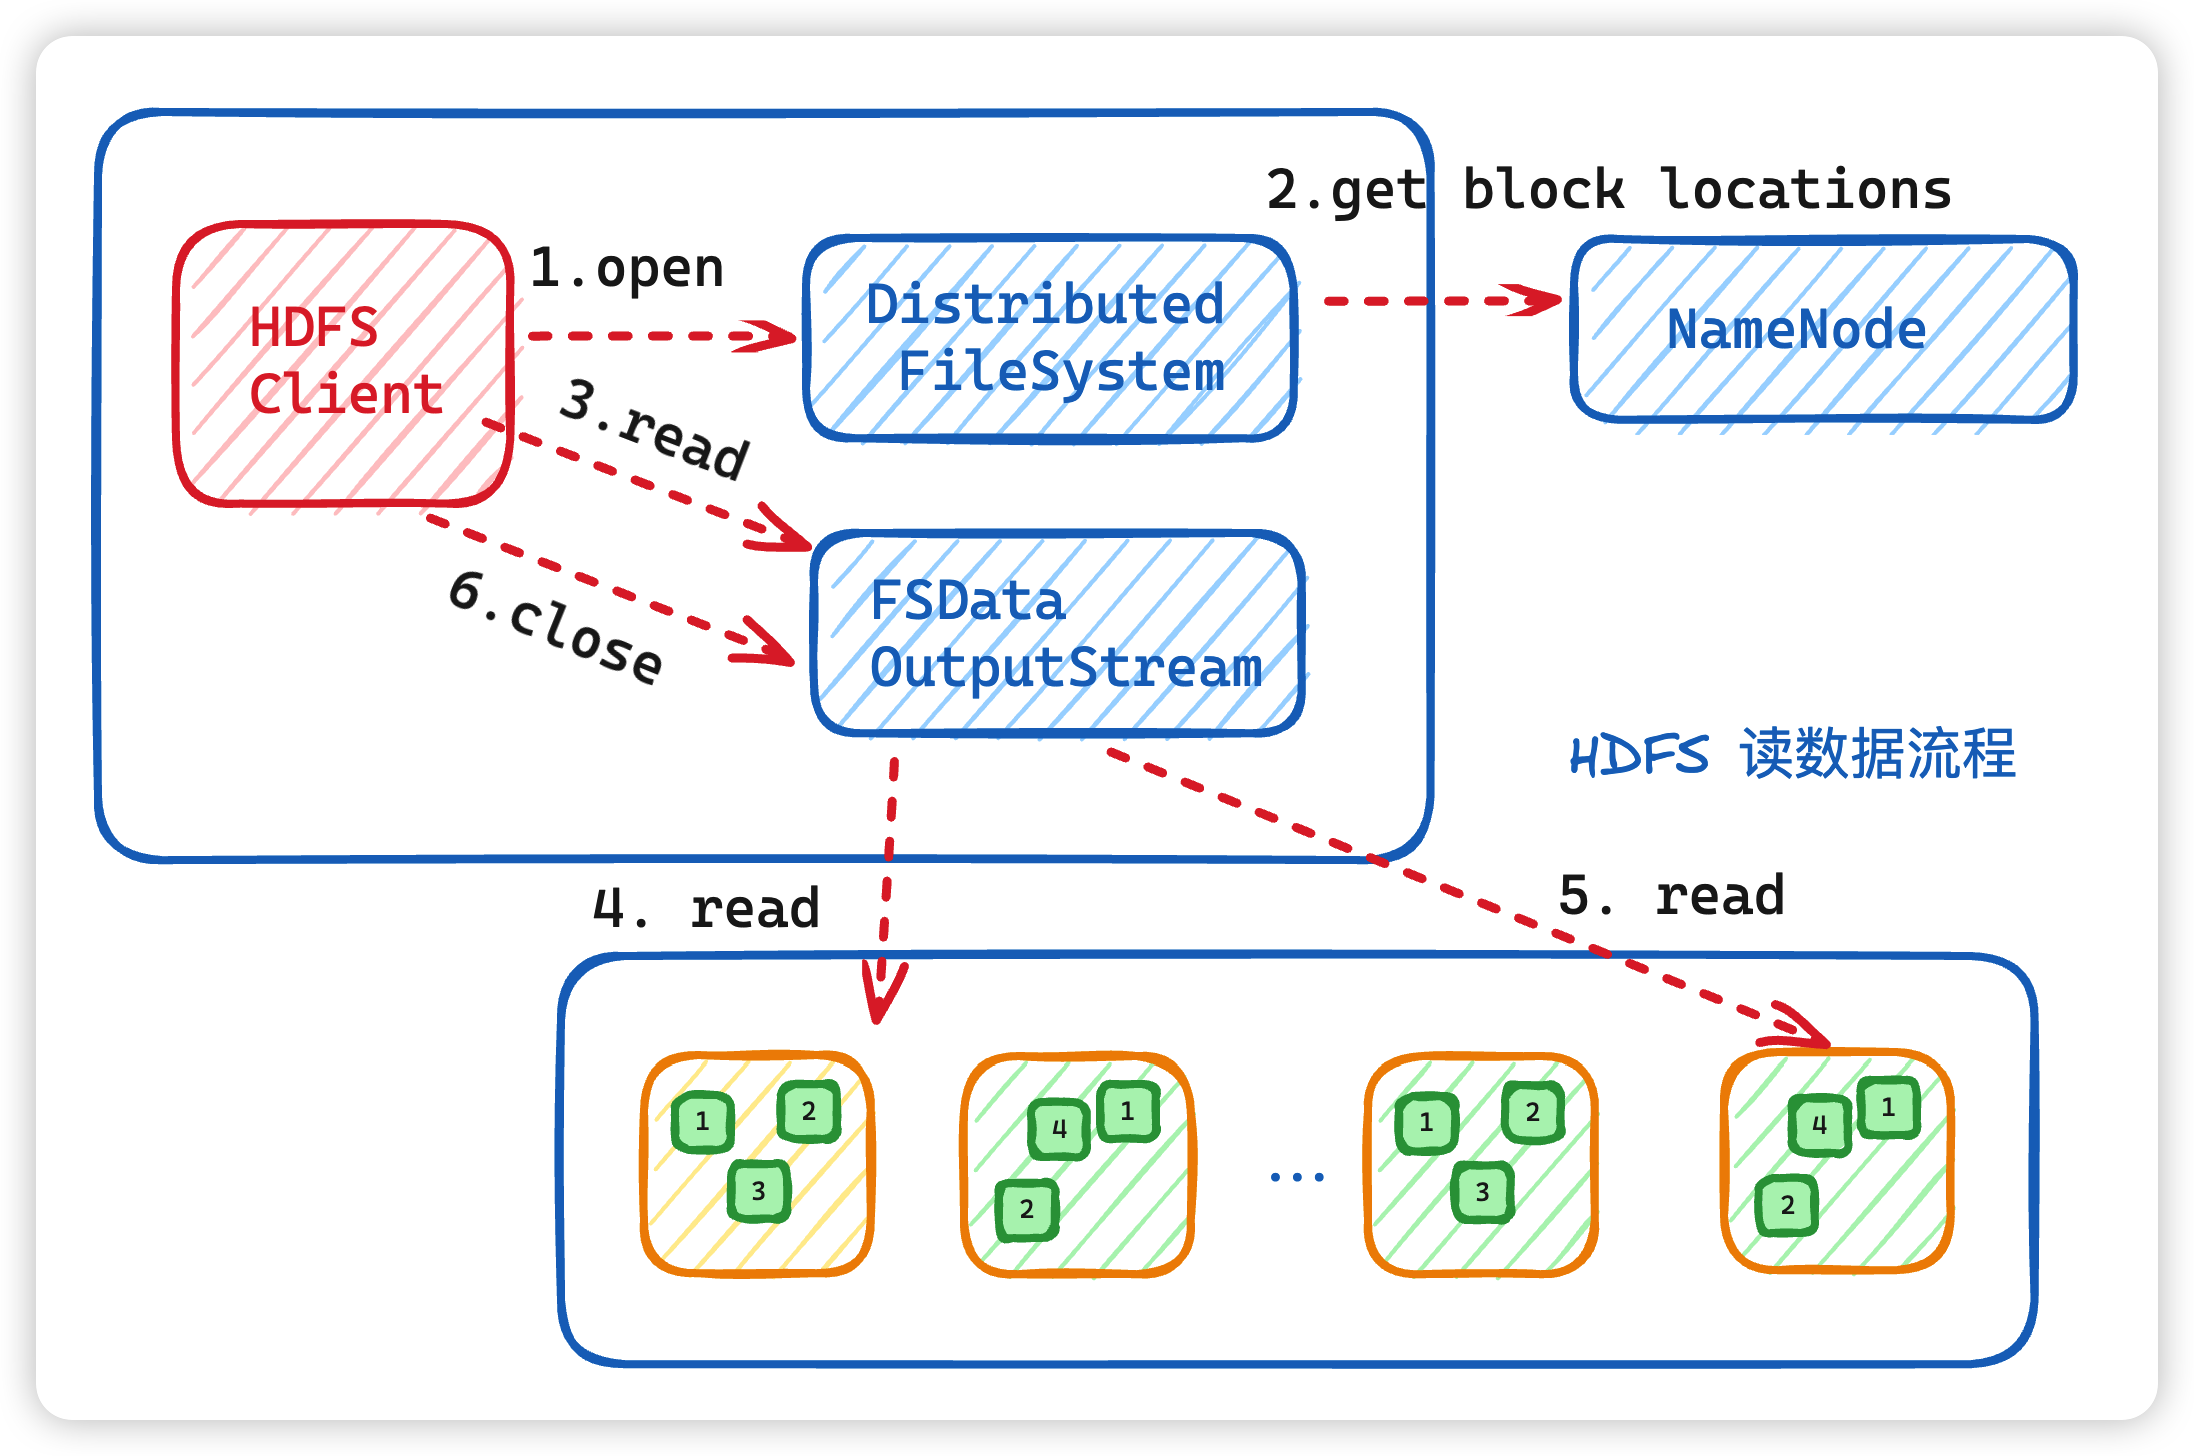 2.get block locations
1.open
HDFS
Client
Distributed
FileSystem
NameNode
3.read
6.close
FSData
OutputStream
HDFS 读数据流程
4. read
5. read
1
2
3
4
1
2
...
1
2
3
4
1
2